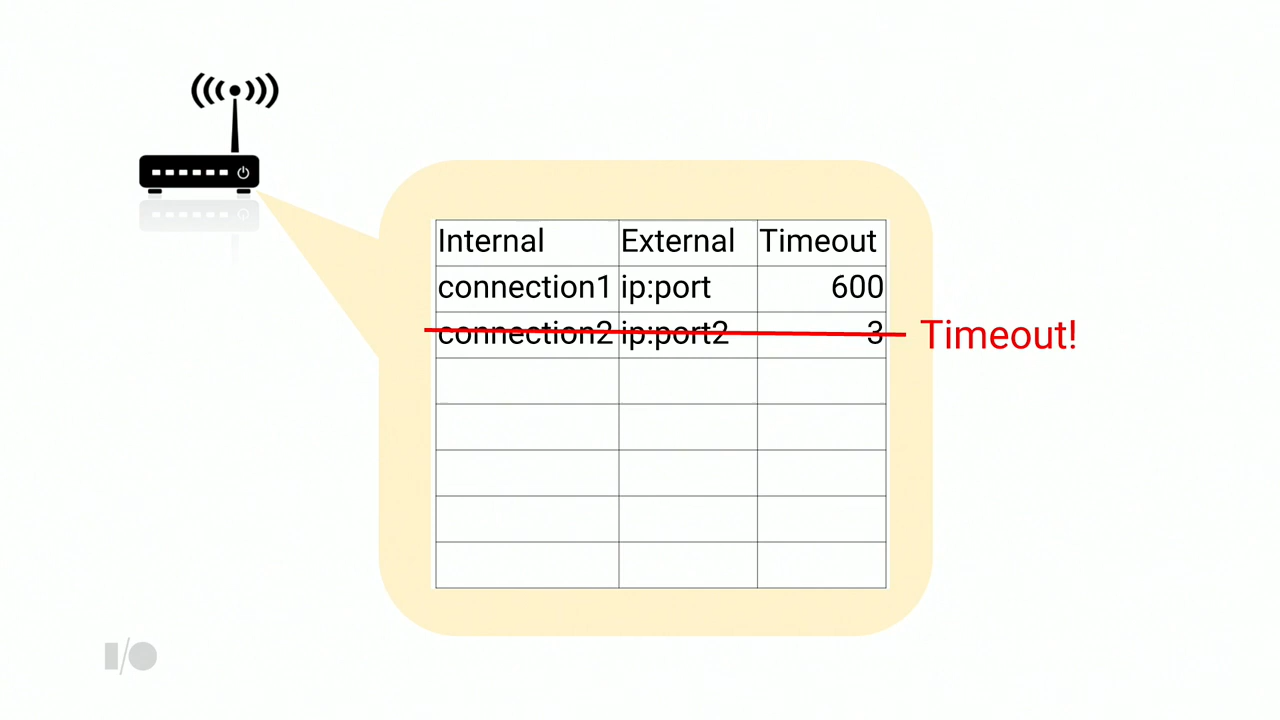 Internal External Timeout
connection1 ip:port 600
connection2 ip:port2 3
Timeout!
I/O